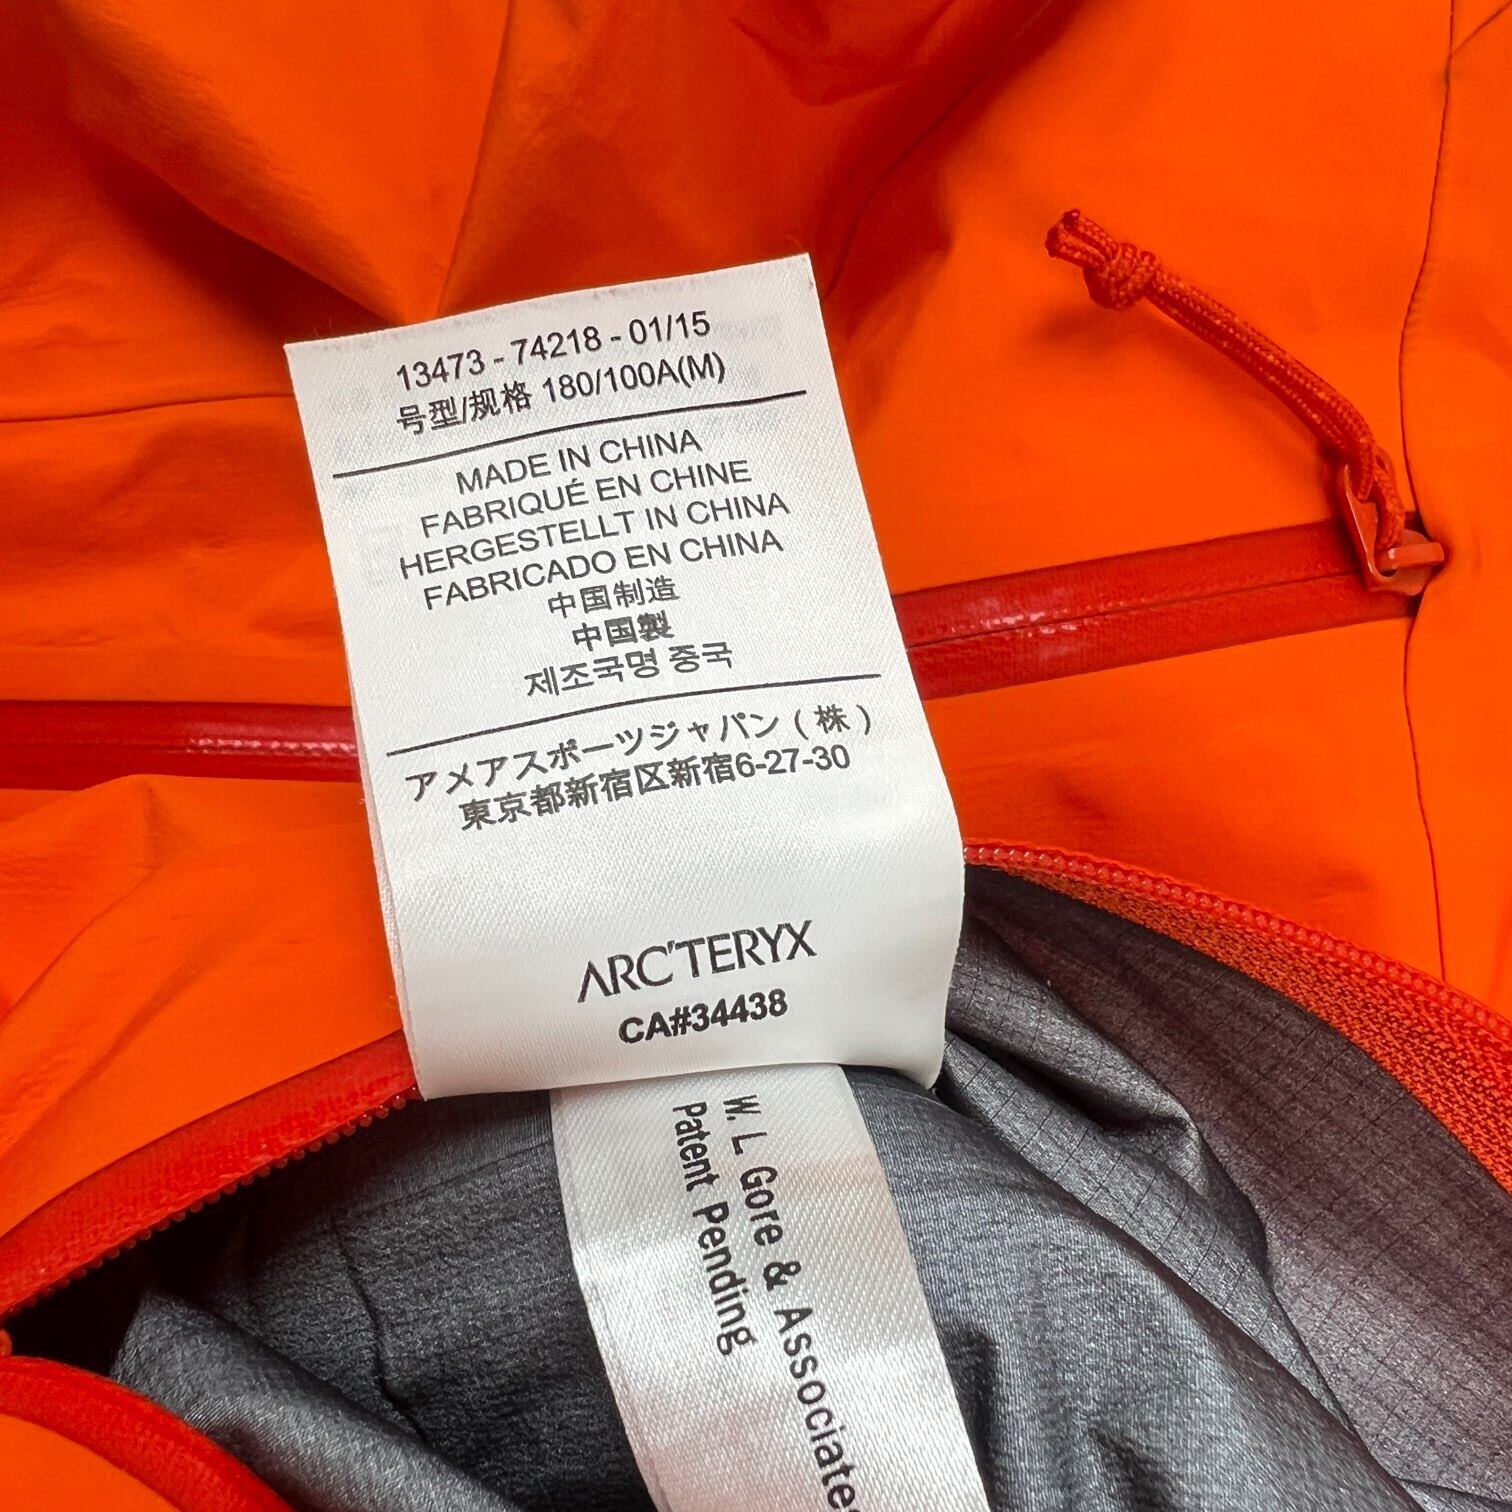 13473 - 74218 - 01/15
号型/规格 180/100A(M)
MADE IN CHINA
FABRIQUÉ EN CHINE
HERGESTELLT IN CHINA
FABRICADO EN CHINA
中国制造
中国製
제조국명 중국
アメアスポーツジャパン(株)
東京都新宿区新宿6-27-30
ARC'TERYX
CA#34438
W. L Gore & Associates
Patent Pending